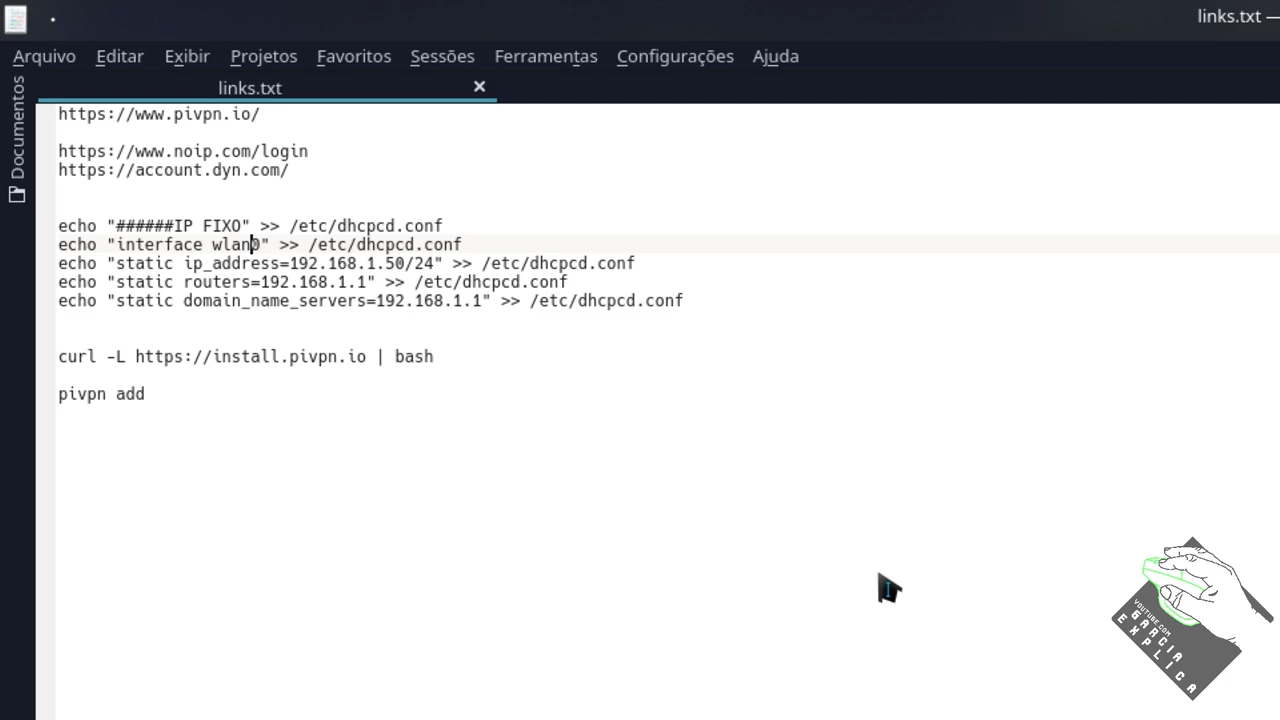 links.txt —
Arquivo Editar Exibir Projetos Favoritos Sessões Ferramentas Configurações Ajuda
links.txt ×
Documentos
https://www.pivpn.io/
https://www.noip.com/login
https://account.dyn.com/
echo "######IP FIXO" >> /etc/dhcpcd.conf
echo "interface wlan0" >> /etc/dhcpcd.conf
echo "static ip_address=192.168.1.50/24" >> /etc/dhcpcd.conf
echo "static routers=192.168.1.1" >> /etc/dhcpcd.conf
echo "static domain_name_servers=192.168.1.1" >> /etc/dhcpcd.conf
curl -L https://install.pivpn.io | bash
pivpn add
YOUTUBE.COM
GARCIA
EXPLICA